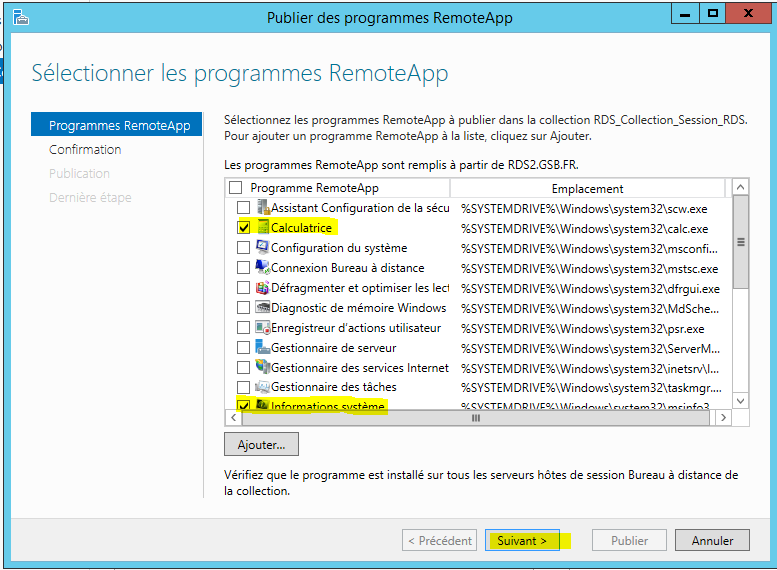 Publier des programmes RemoteApp
Sélectionner les programmes RemoteApp
Programmes RemoteApp
Confirmation
Publication
Dernière étape
Sélectionnez les programmes RemoteApp à publier dans la collection RDS_Collection_Session_RDS.
Pour ajouter un programme RemoteApp à la liste, cliquez sur Ajouter.
Les programmes RemoteApp sont remplis à partir de RDS2.GSB.FR.
Programme RemoteApp Emplacement
Assistant Configuration de la sécu %SYSTEMDRIVE%\Windows\system32\scw.exe
Calculatrice %SYSTEMDRIVE%\Windows\system32\calc.exe
Configuration du système %SYSTEMDRIVE%\Windows\system32\msconfi...
Connexion Bureau à distance %SYSTEMDRIVE%\Windows\system32\mstsc.exe
Défragmenter et optimiser les lect %SYSTEMDRIVE%\Windows\system32\dfrgui.exe
Diagnostic de mémoire Windows %SYSTEMDRIVE%\Windows\system32\MdSche...
Enregistreur d'actions utilisateur %SYSTEMDRIVE%\Windows\system32\psr.exe
Gestionnaire de serveur %SYSTEMDRIVE%\Windows\system32\ServerM...
Gestionnaire des services Internet %SYSTEMDRIVE%\Windows\system32\inetsrv\I...
Gestionnaire des tâches %SYSTEMDRIVE%\Windows\system32\taskmgr....
Informations système %SYSTEMDRIVE%\Windows\system32\msinfo3
Ajouter...
Vérifiez que le programme est installé sur tous les serveurs hôtes de session Bureau à distance de
la collection.
< Précédent Suivant > Publier Annuler